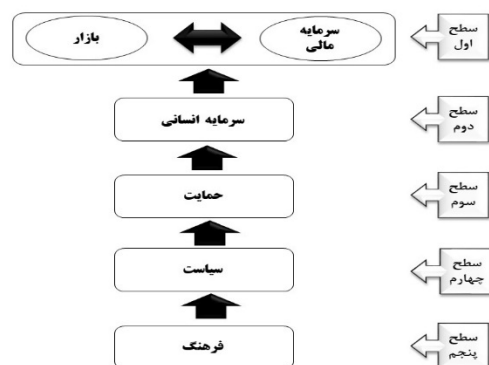 سرمایه
مالی
بازار
سطح
اول
سرمایه انسانی
سطح
دوم
حمایت
سطح
سوم
سیاست
سطح
چهارم
فرهنگ
سطح
پنجم